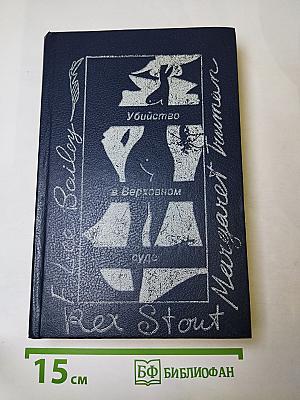 F. Lee Bailey
Убийство
в Верховном
суде
Margaret Truman
Rex Stout
15 см
БФ БИБЛИОФАН